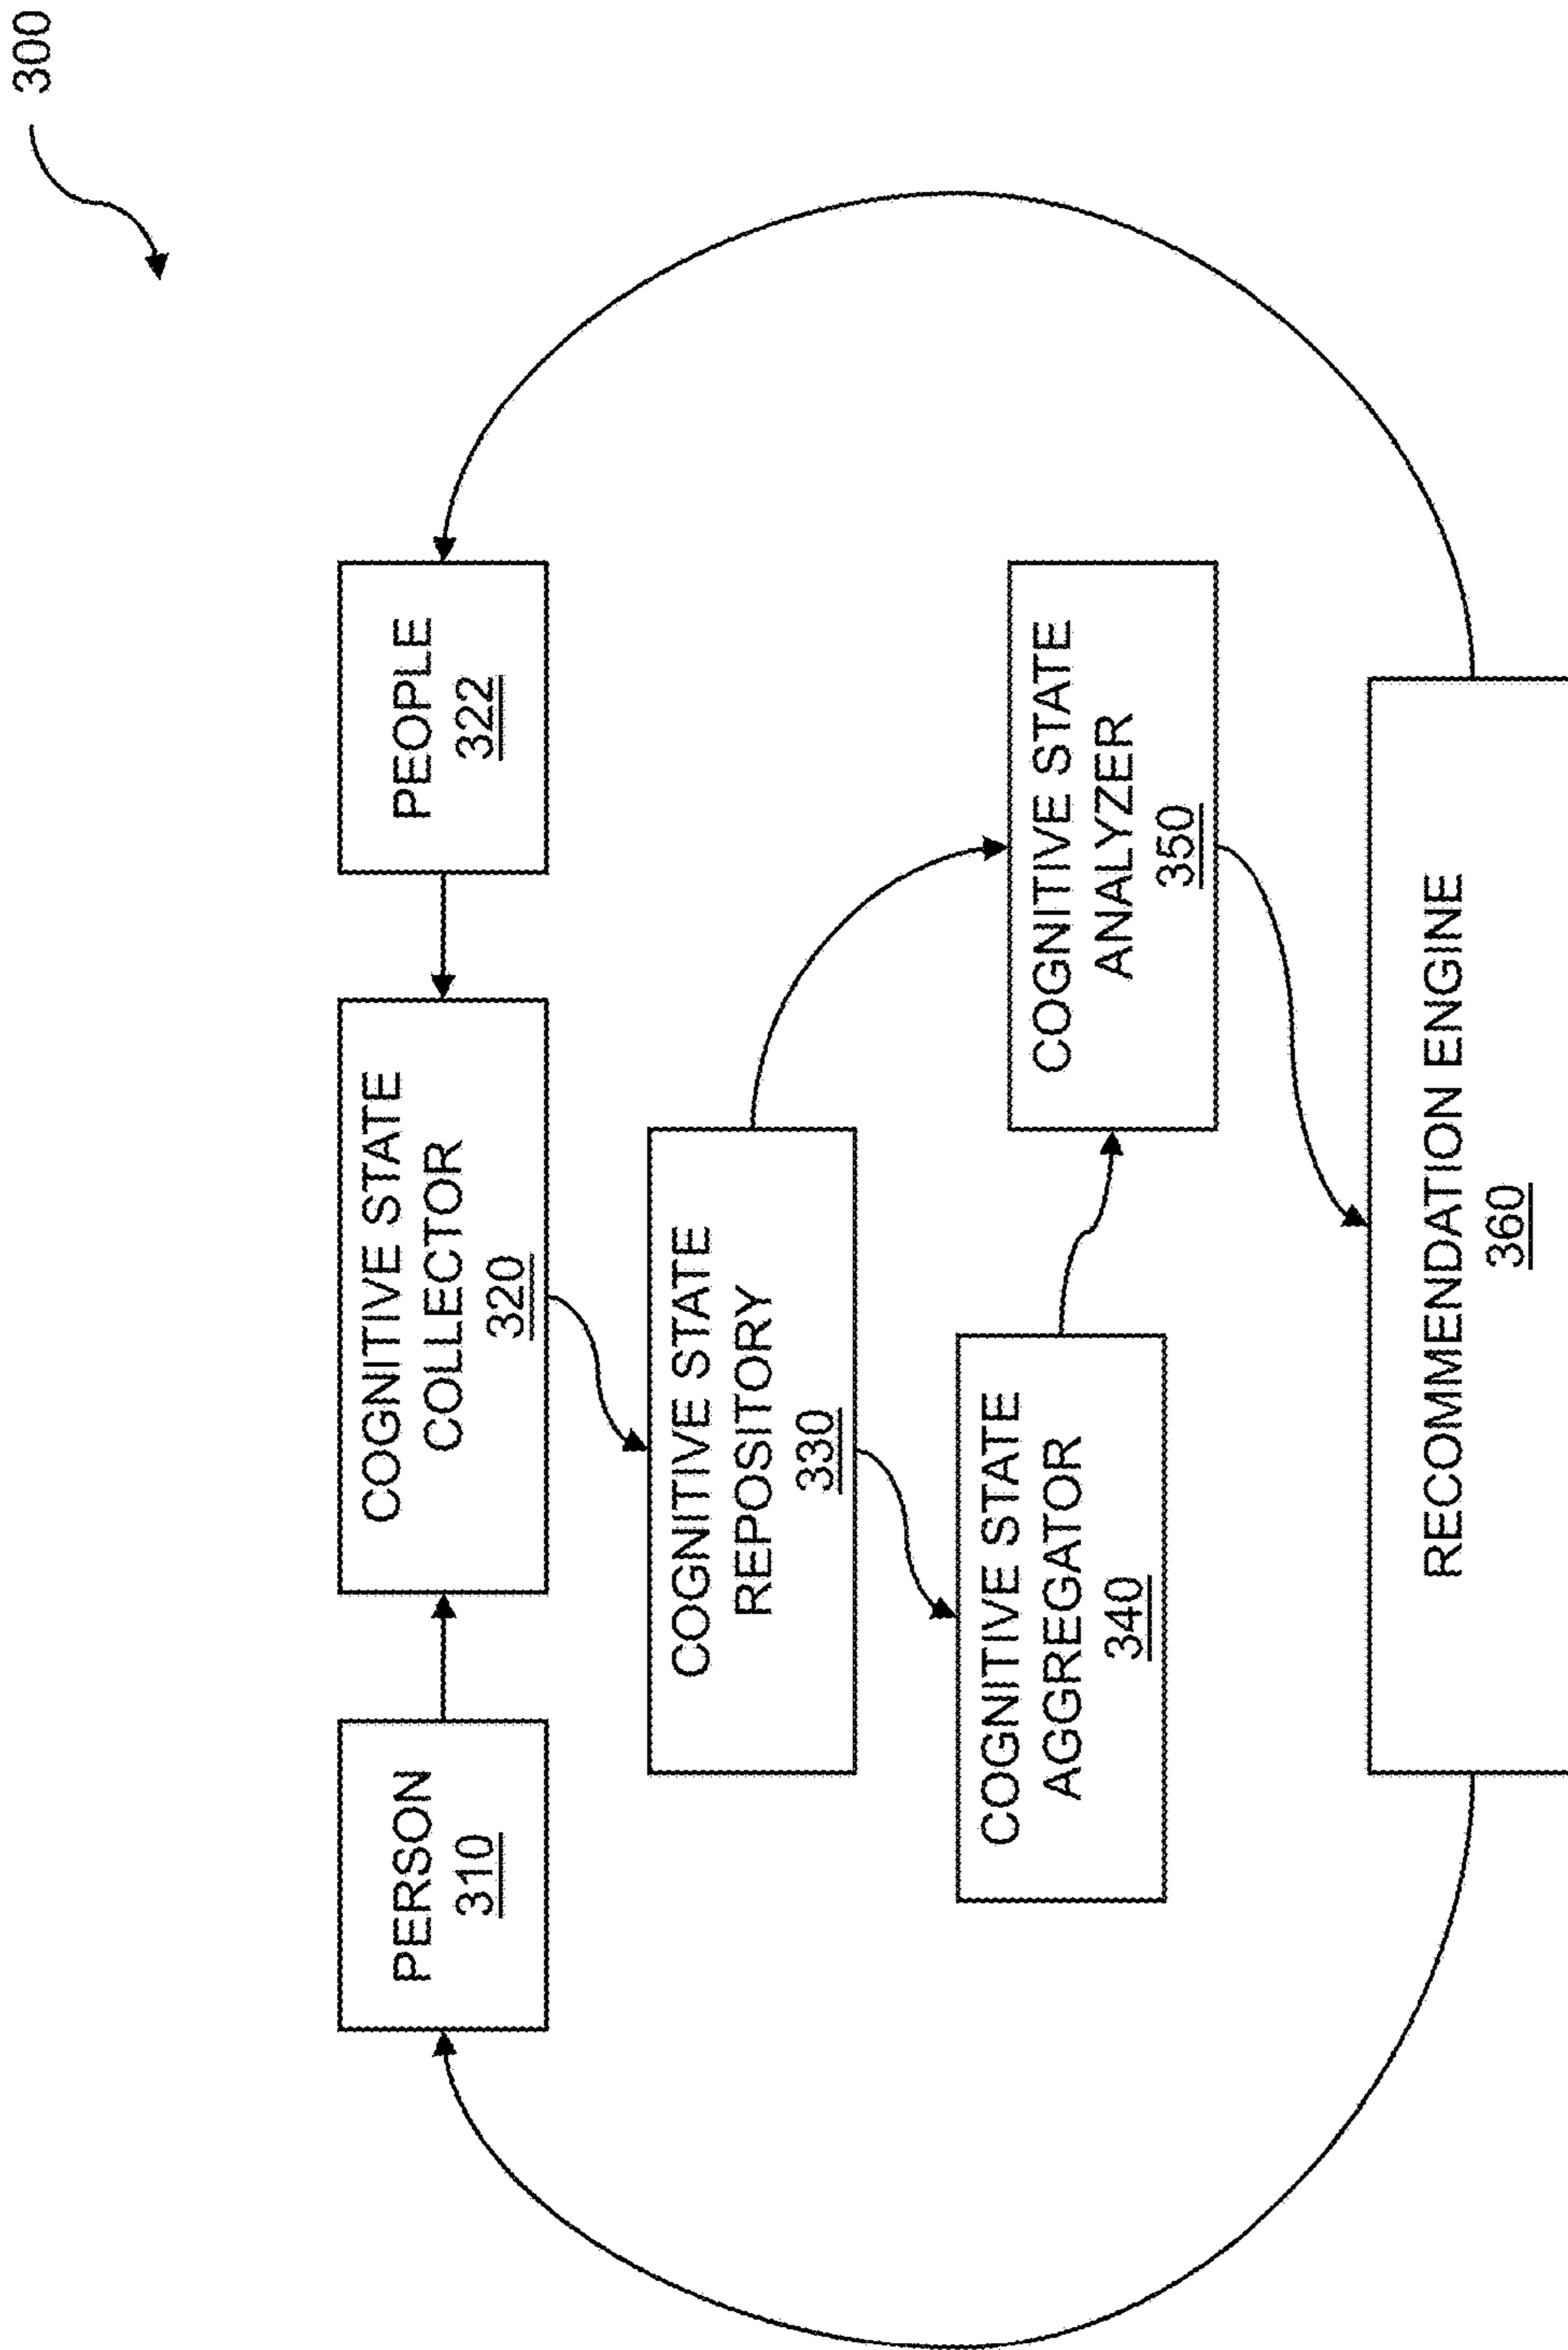 300
PERSON
310
COGNITIVE STATE
COLLECTOR
320
PEOPLE
322
COGNITIVE STATE
REPOSITORY
330
COGNITIVE STATE
AGGREGATOR
340
COGNITIVE STATE
ANALYZER
350
RECOMMENDATION ENGINE
360